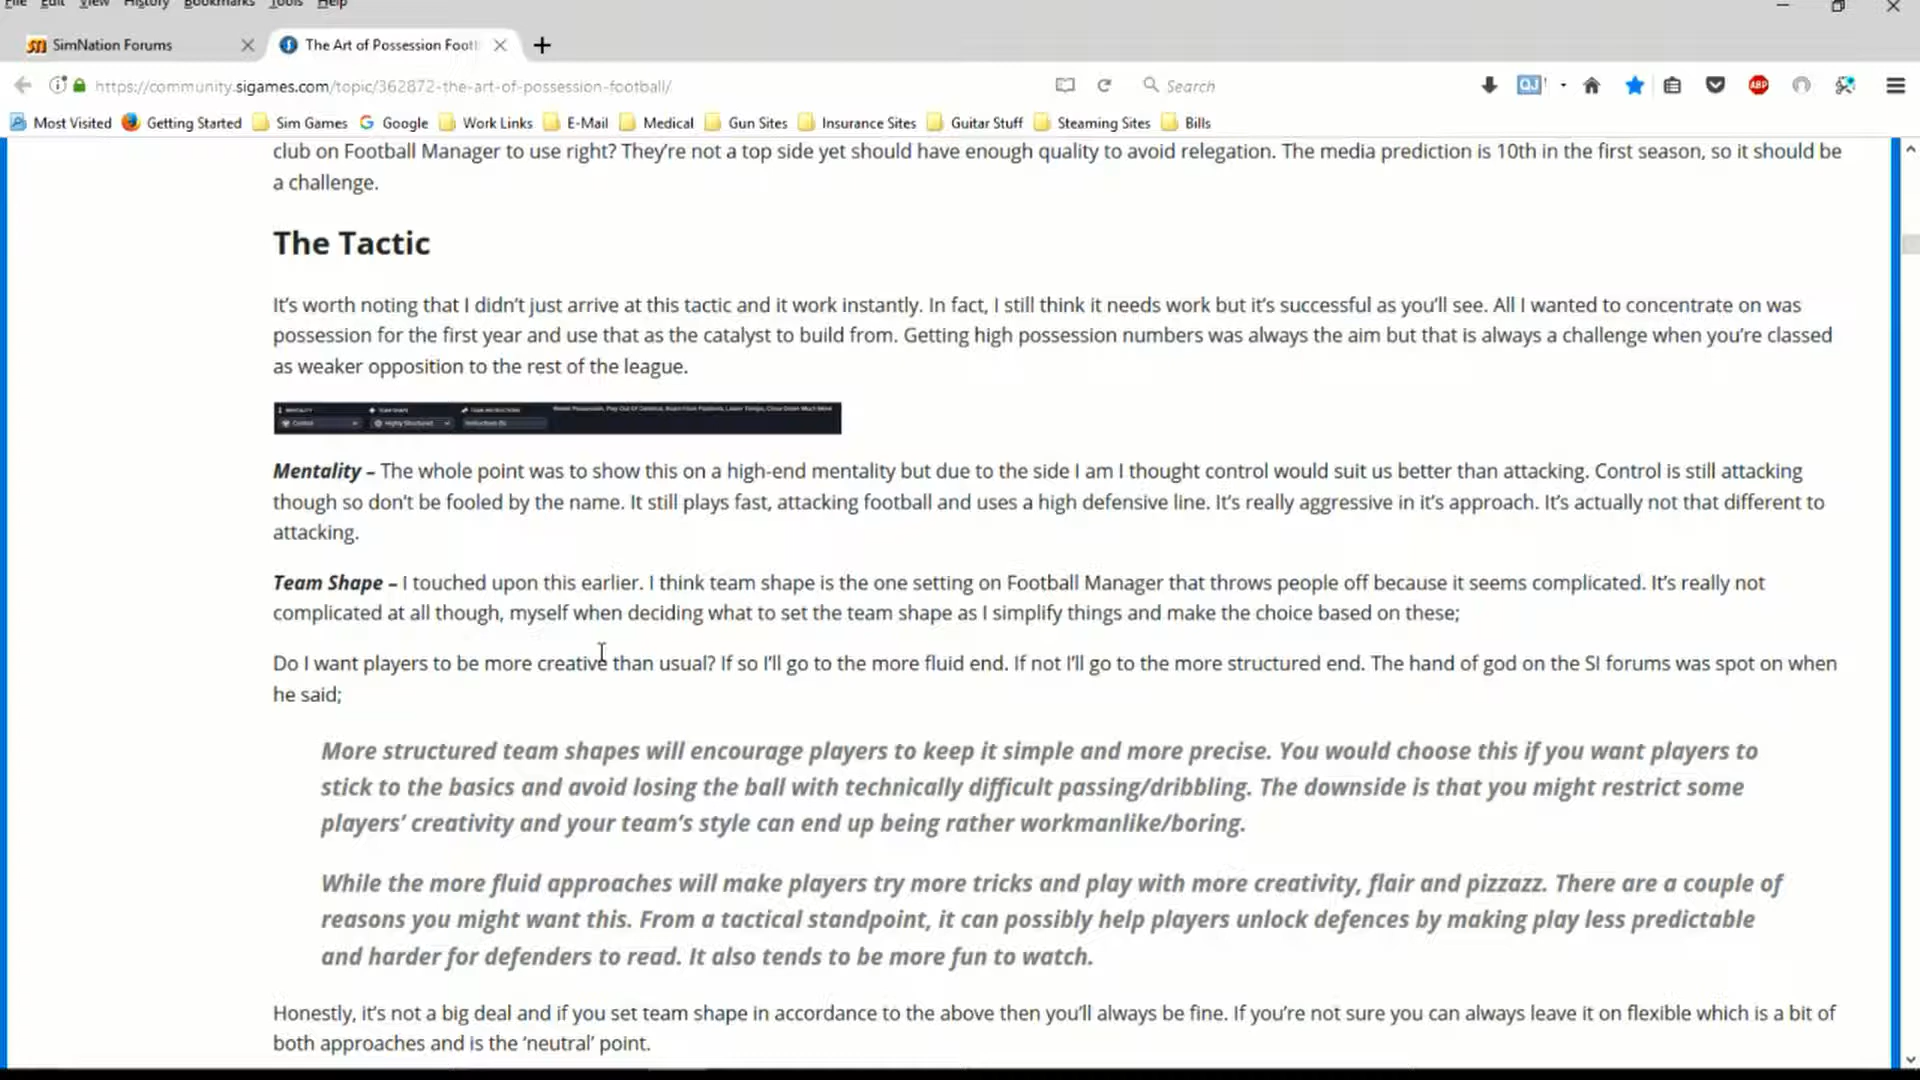 File Edit View History Bookmarks Tools Help
SimNation Forums
The Art of Possession Foot
https://community.sigames.com/topic/362872-the-art-of-possession-football/
Search
Most Visited Getting Started Sim Games Google Work Links E-Mail Medical Gun Sites Insurance Sites Guitar Stuff Steaming Sites Bills
club on Football Manager to use right? They're not a top side yet should have enough quality to avoid relegation. The media prediction is 10th in the first season, so it should be
a challenge.
The Tactic
It's worth noting that I didn't just arrive at this tactic and it work instantly. In fact, I still think it needs work but it's successful as you'll see. All I wanted to concentrate on was
possession for the first year and use that as the catalyst to build from. Getting high possession numbers was always the aim but that is always a challenge when you're classed
as weaker opposition to the rest of the league.
MENTALITY TEAM SHAPE TEAM INSTRUCTIONS Retain Possession, Play Out Of Defence, Lower Tempo, Close Down Much More
Control Highly Structured Instructions (5)
Mentality – The whole point was to show this on a high-end mentality but due to the side I am I thought control would suit us better than attacking. Control is still attacking
though so don't be fooled by the name. It still plays fast, attacking football and uses a high defensive line. It's really aggressive in it's approach. It's actually not that different to
attacking.
Team Shape – I touched upon this earlier. I think team shape is the one setting on Football Manager that throws people off because it seems complicated. It's really not
complicated at all though, myself when deciding what to set the team shape as I simplify things and make the choice based on these;
Do I want players to be more creative than usual? If so I'll go to the more fluid end. If not I'll go to the more structured end. The hand of god on the SI forums was spot on when
he said;
More structured team shapes will encourage players to keep it simple and more precise. You would choose this if you want players to
stick to the basics and avoid losing the ball with technically difficult passing/dribbling. The downside is that you might restrict some
players' creativity and your team's style can end up being rather workmanlike/boring.
While the more fluid approaches will make players try more tricks and play with more creativity, flair and pizzazz. There are a couple of
reasons you might want this. From a tactical standpoint, it can possibly help players unlock defences by making play less predictable
and harder for defenders to read. It also tends to be more fun to watch.
Honestly, it's not a big deal and if you set team shape in accordance to the above then you'll always be fine. If you're not sure you can always leave it on flexible which is a bit of
both approaches and is the 'neutral' point.